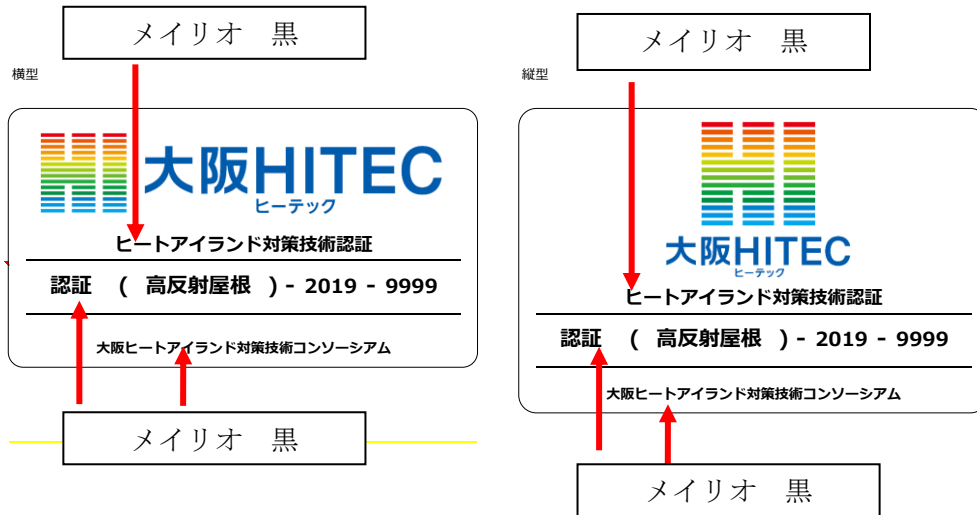 メイリオ　黒
横型
大阪HITEC
ヒーテック
ヒートアイランド対策技術認証
認証　(　高反射屋根　) - 2019 - 9999
大阪ヒートアイランド対策技術コンソーシアム
メイリオ　黒
メイリオ　黒
縦型
大阪HITEC
ヒーテック
ヒートアイランド対策技術認証
認証　(　高反射屋根　) - 2019 - 9999
大阪ヒートアイランド対策技術コンソーシアム
メイリオ　黒